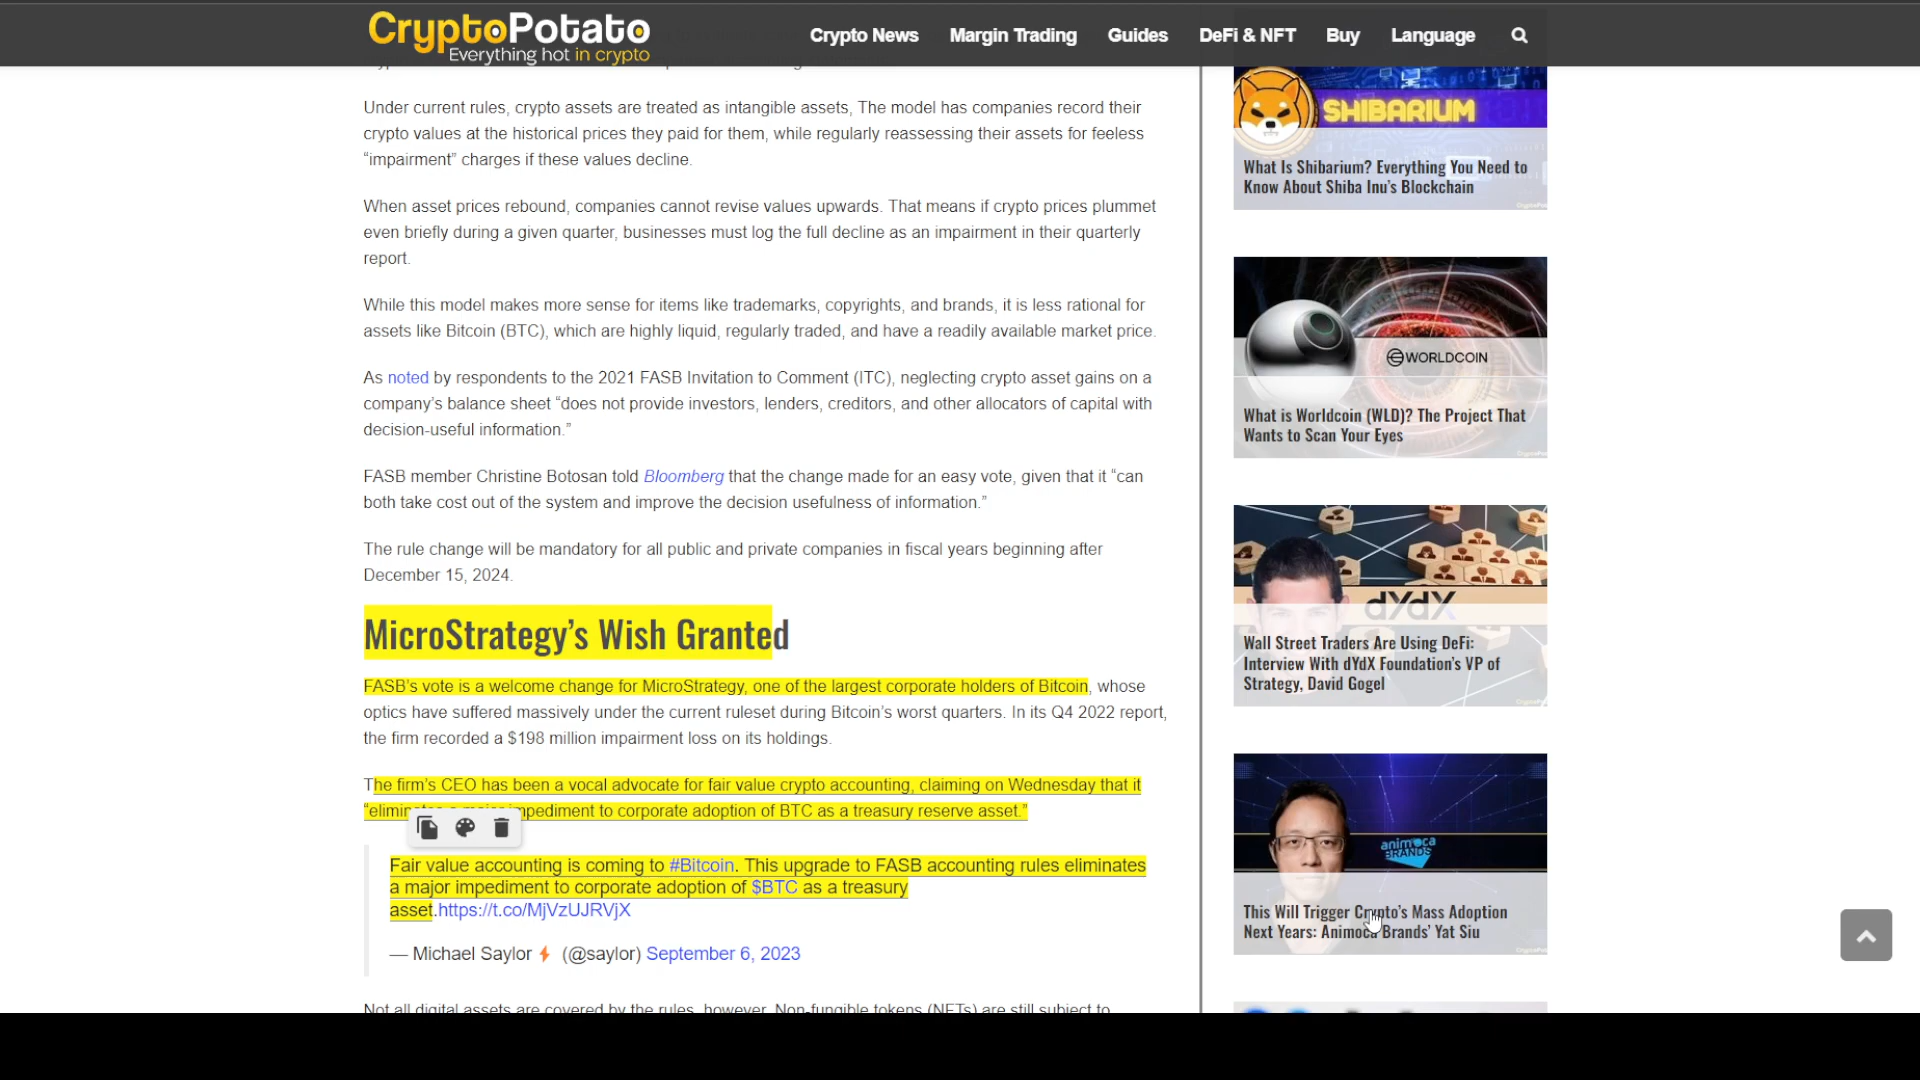 CryptoPotato
Everything hot in crypto
Crypto News
Margin Trading
Guides
DeFi & NFT
Buy
Language
Under current rules, crypto assets are treated as intangible assets, The model has companies record their
crypto values at the historical prices they paid for them, while regularly reassessing their assets for feeless
“impairment” charges if these values decline.
When asset prices rebound, companies cannot revise values upwards. That means if crypto prices plummet
even briefly during a given quarter, businesses must log the full decline as an impairment in their quarterly
report.
While this model makes more sense for items like trademarks, copyrights, and brands, it is less rational for
assets like Bitcoin (BTC), which are highly liquid, regularly traded, and have a readily available market price.
As noted by respondents to the 2021 FASB Invitation to Comment (ITC), neglecting crypto asset gains on a
company’s balance sheet “does not provide investors, lenders, creditors, and other allocators of capital with
decision-useful information.”
FASB member Christine Botosan told Bloomberg that the change made for an easy vote, given that it “can
both take cost out of the system and improve the decision usefulness of information.”
The rule change will be mandatory for all public and private companies in fiscal years beginning after
December 15, 2024.
MicroStrategy’s Wish Granted
FASB’s vote is a welcome change for MicroStrategy, one of the largest corporate holders of Bitcoin, whose
optics have suffered massively under the current ruleset during Bitcoin’s worst quarters. In its Q4 2022 report,
the firm recorded a $198 million impairment loss on its holdings.
The firm’s CEO has been a vocal advocate for fair value crypto accounting, claiming on Wednesday that it
impediment to corporate adoption of BTC as a treasury reserve asset.”
Fair value accounting is coming to #Bitcoin. This upgrade to FASB accounting rules eliminates
a major impediment to corporate adoption of $BTC as a treasury
asset.https://t.co/MjVzUJRVjX
— Michael Saylor⚡ (@saylor) September 6, 2023
Not all digital assets are covered by the rules, however. Non-fungible tokens (NFTs) are still subject to
SHIBARIUM
What Is Shibarium? Everything You Need to
Know About Shiba Inu’s Blockchain
WORLDCOIN
What is Worldcoin (WLD)? The Project That
Wants to Scan Your Eyes
dYdX
Wall Street Traders Are Using DeFi:
Interview With dYdX Foundation’s VP of
Strategy, David Gogel
animoca
BRANDS
This Will Trigger Crypto’s Mass Adoption
Next Years: Animoca Brands’ Yat Siu